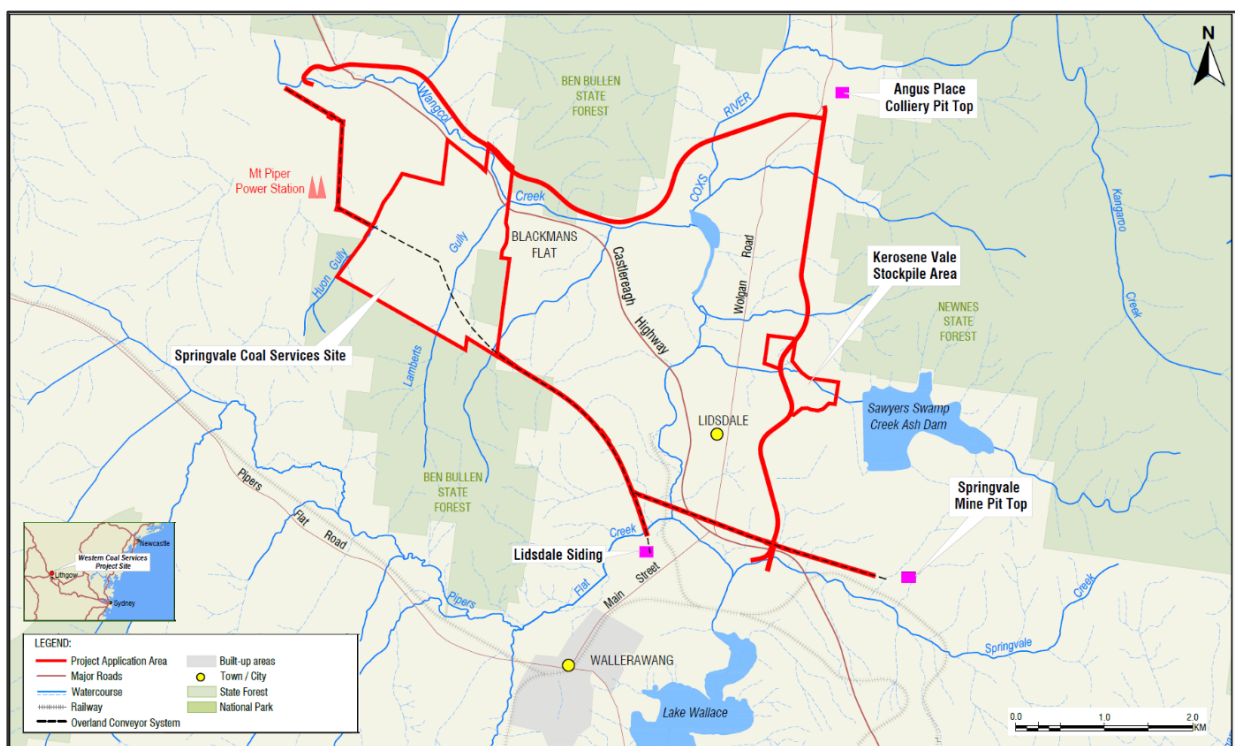 N
BEN BULLEN
STATE
FOREST
RIVER
COXS
Angus Place
Colliery Pit Top
Wangcol
Creek
Mt Piper
Power Station
Kangaroo
Creek
Huon Gully
Gully
Lamberts
BLACKMANS
FLAT
Castlereagh
Highway
Wolgan
Road
Kerosene Vale
Stockpile Area
NEWNES
STATE
FOREST
Springvale Coal Services Site
LIDSDALE
Sawyers Swamp
Creek Ash Dam
BEN BULLEN
STATE
FOREST
Pipers
Flat
Road
Springvale
Mine Pit Top
Lidsdale Siding
Creek
Flat
Pipers
Main
Street
Springvale
Creek
WALLERAWANG
Lake Wallace
Newcastle
Western Coal Services
Project Site
Lithgow
Sydney
LEGEND:
Project Application Area
Major Roads
Watercourse
Railway
Overland Conveyor System
Built-up areas
Town / City
State Forest
National Park
0.0 1.0 2.0
KM